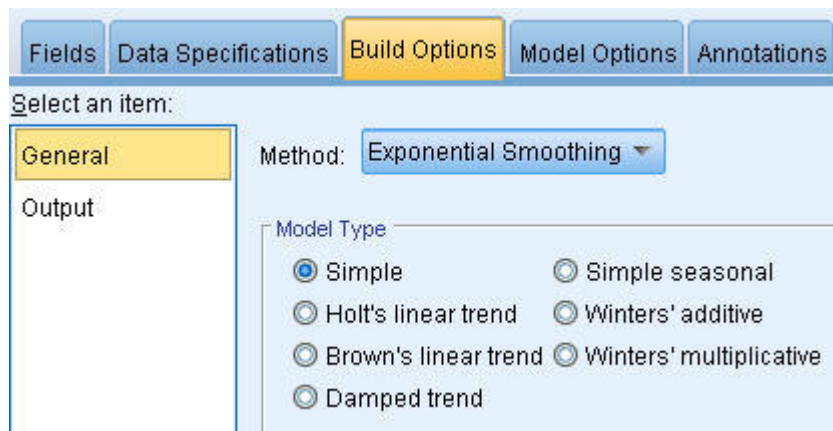 Fields Data Specifications Build Options Model Options Annotations
Select an item:
General
Output
Method: Exponential Smoothing
Model Type
Simple
Simple seasonal
Holt's linear trend
Winters' additive
Brown's linear trend
Winters' multiplicative
Damped trend